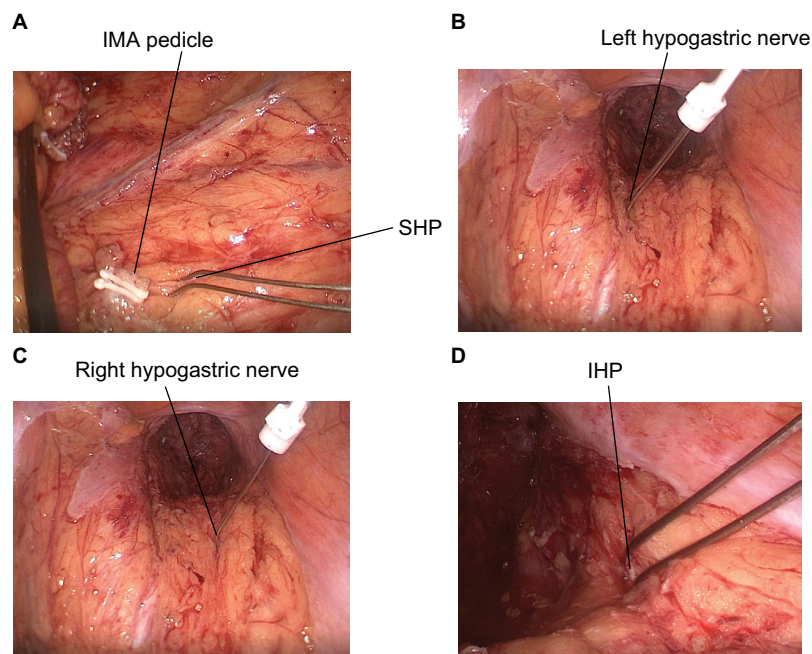 A
IMA pedicle
SHP
B
Left hypogastric nerve
C
Right hypogastric nerve
D
IHP